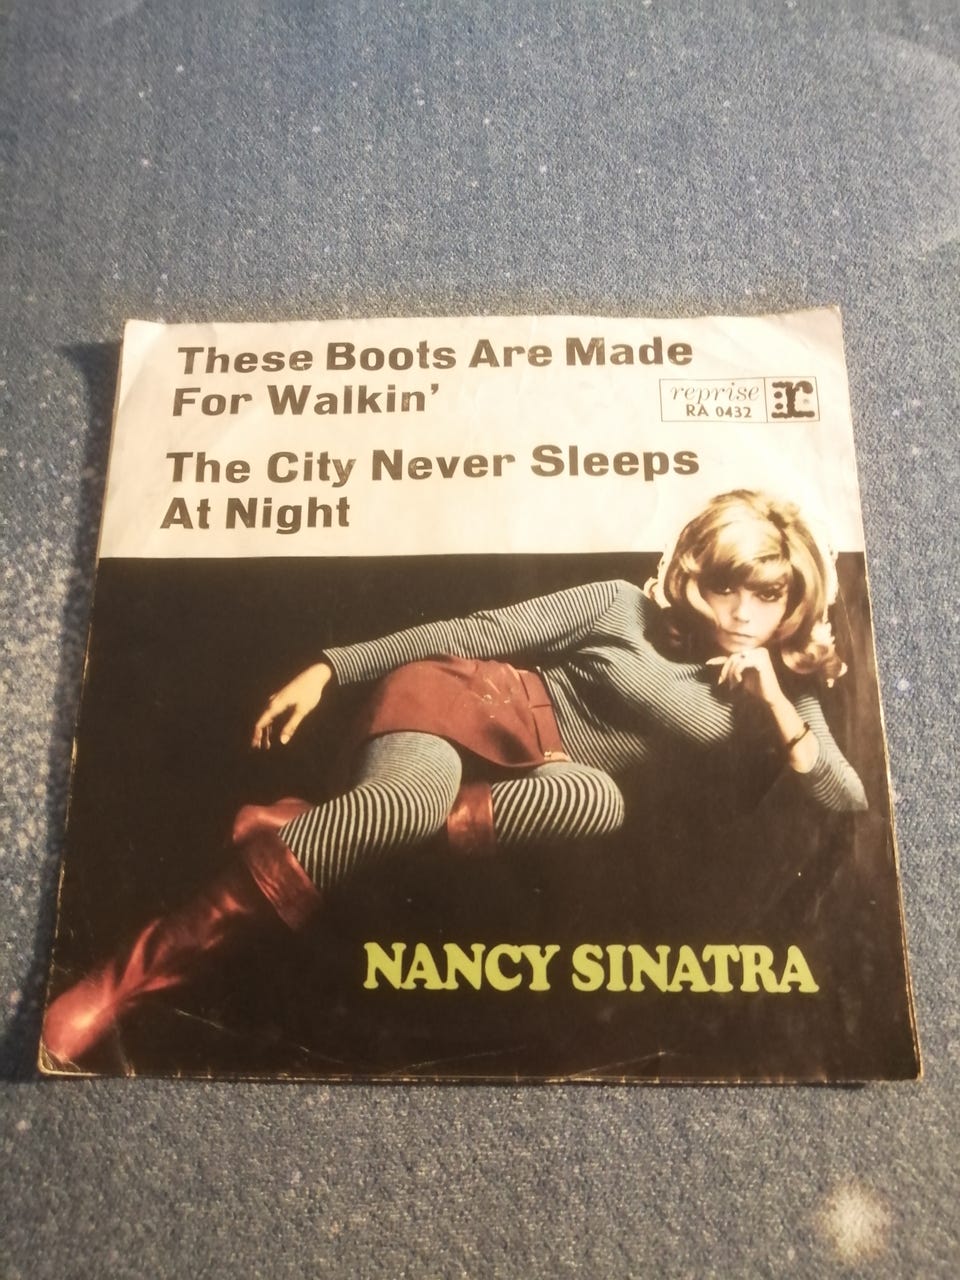 These Boots Are Made
For Walkin'
reprise
RA 0432
r
The City Never Sleeps
At Night
NANCY SINATRA